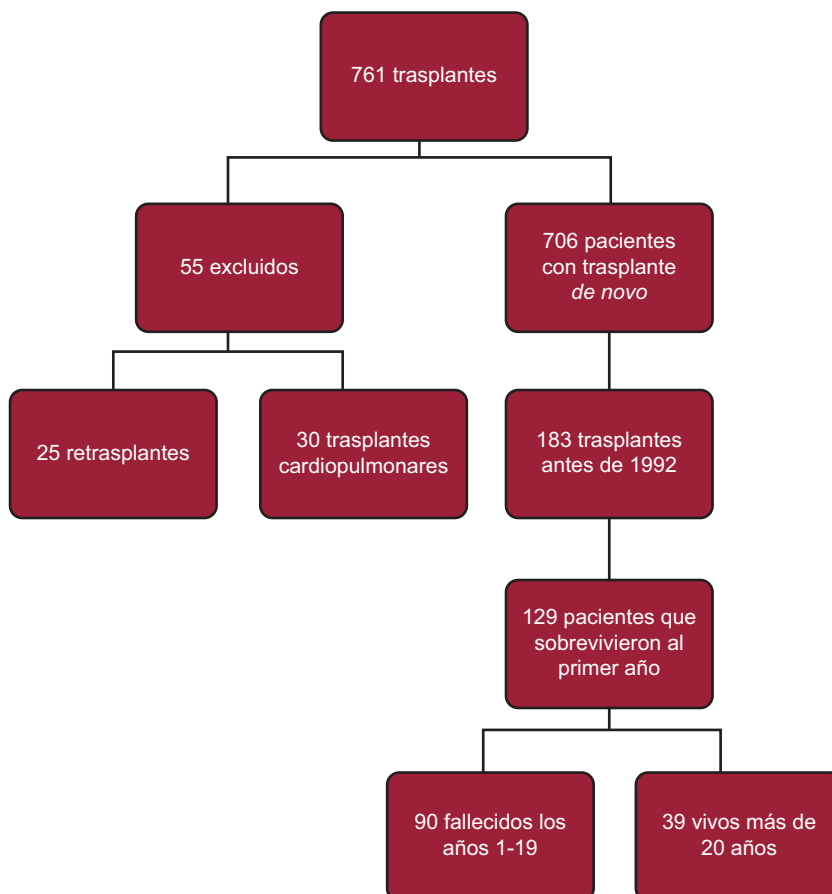 761 trasplantes
55 excluidos
706 pacientes
con trasplante
de novo
25 retrasplantes
30 trasplantes
cardiopulmonares
183 trasplantes
antes de 1992
129 pacientes que
sobrevivieron al
primer año
90 fallecidos los
años 1-19
39 vivos más de
20 años